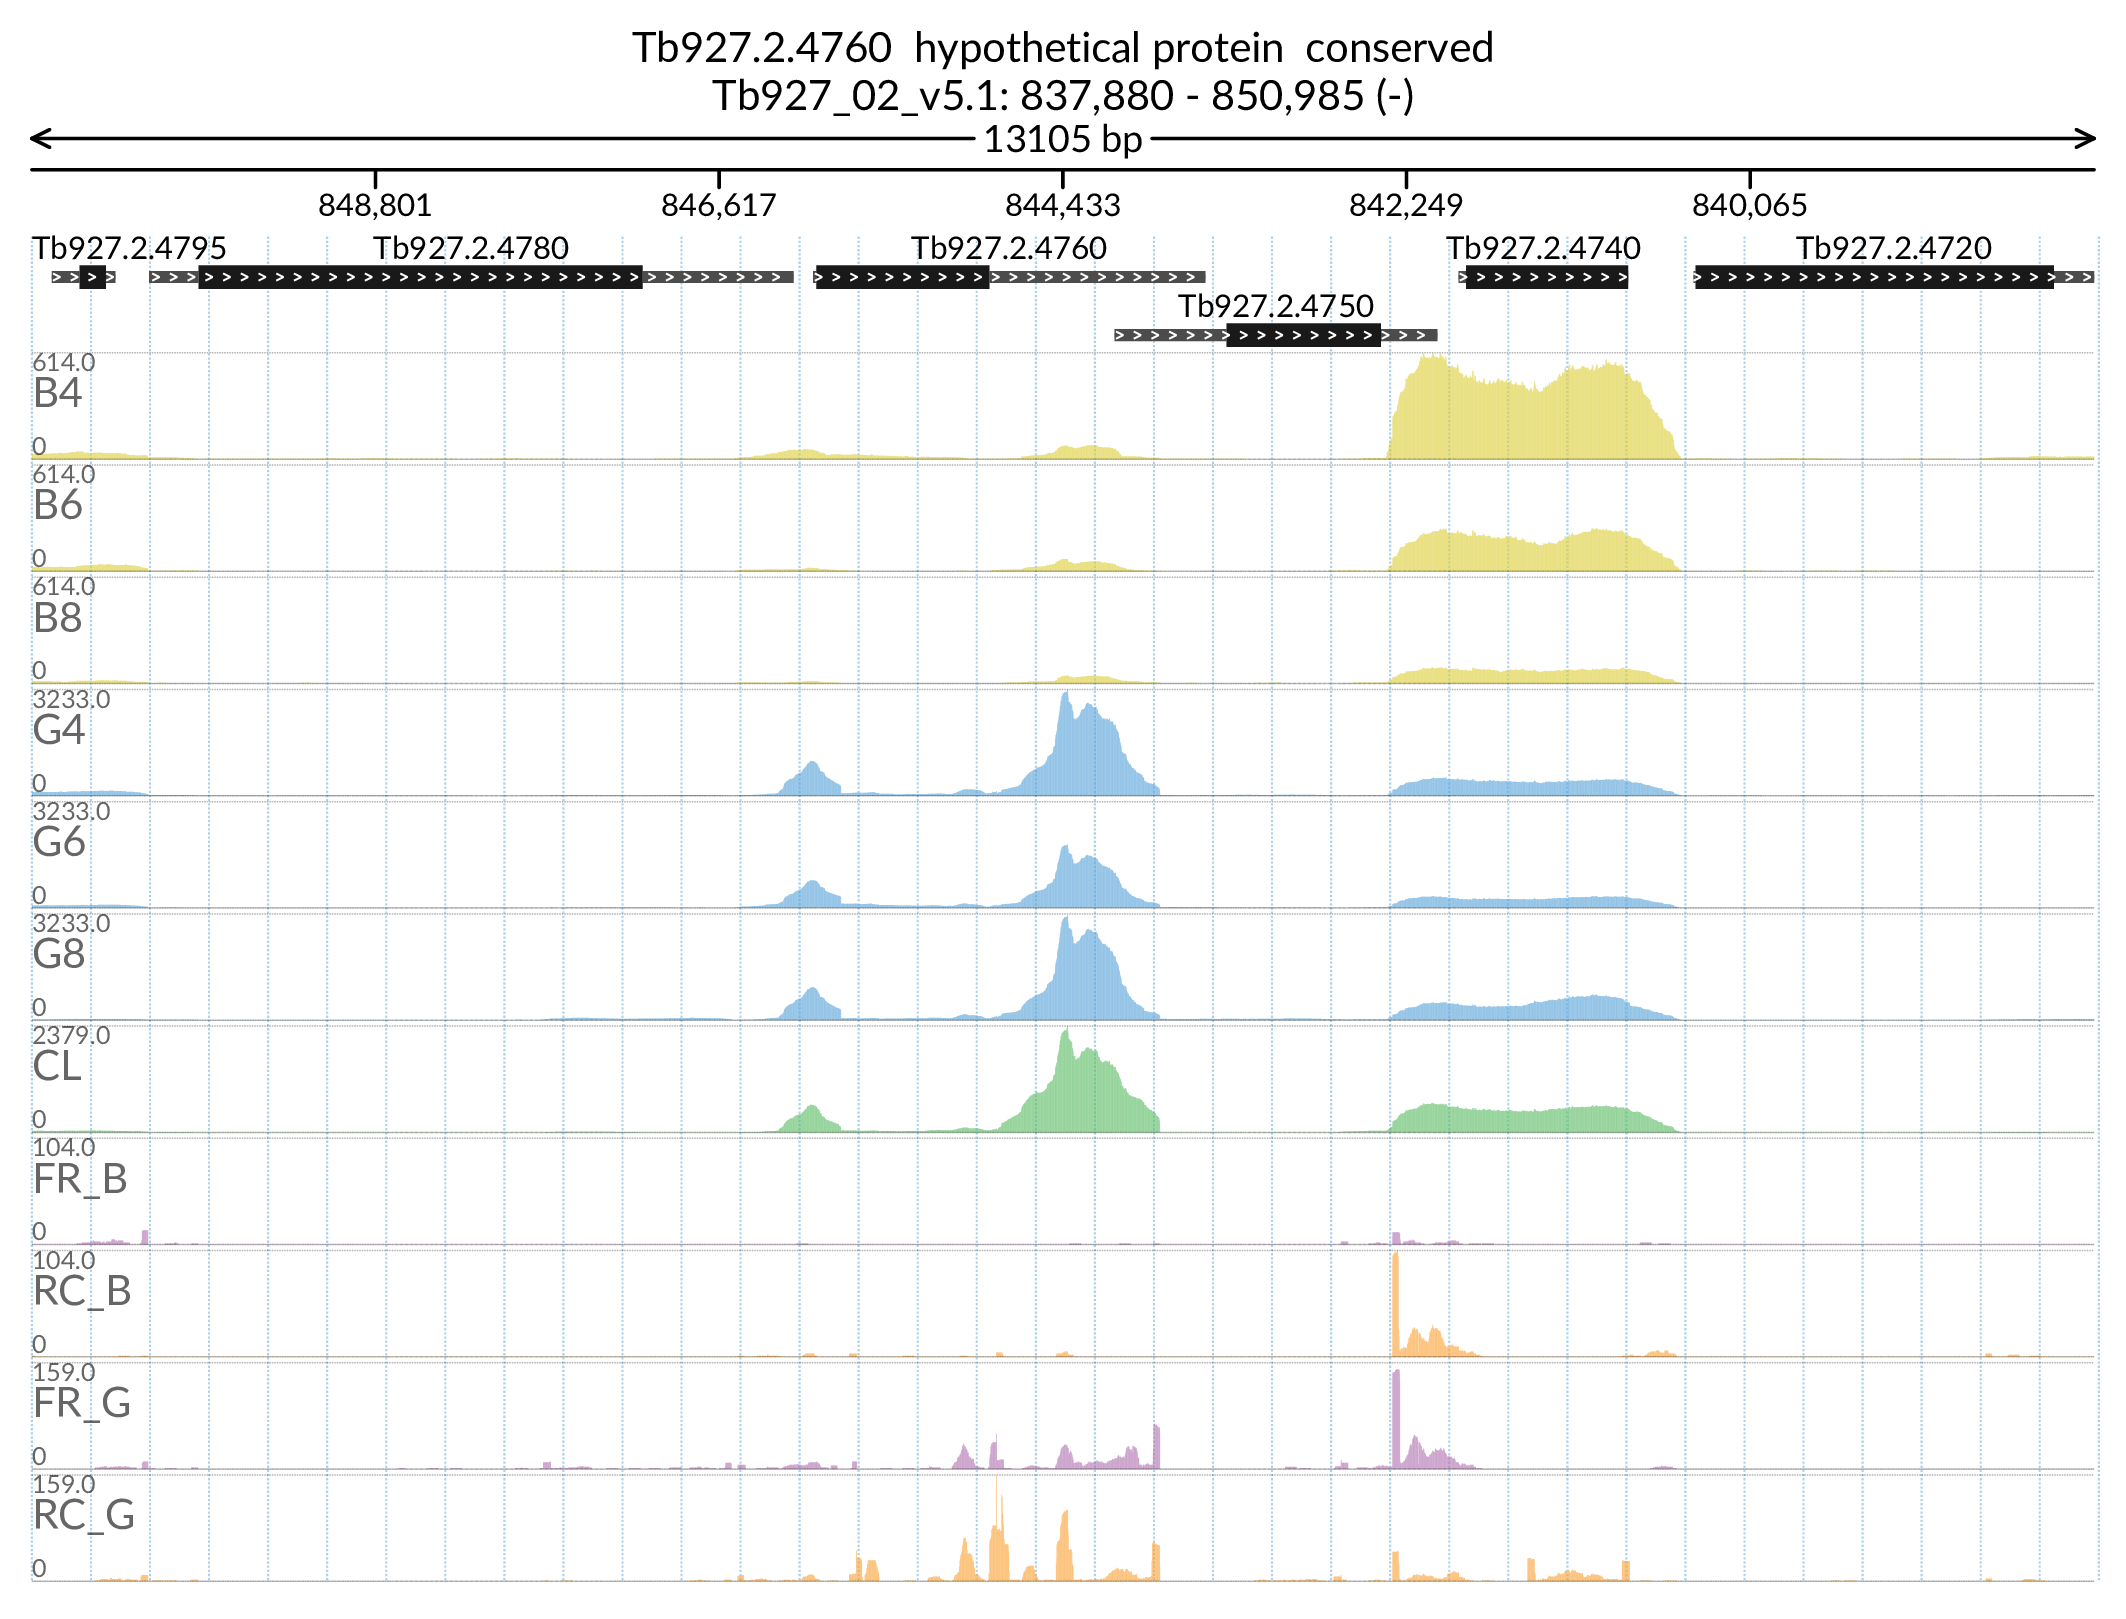 Tb927.2.4760  hypothetical protein  conserved
Tb927_02_v5.1: 837,880 - 850,985 (-)
13105 bp
848,801 846,617 844,433 842,249 840,065
Tb927.2.4795 Tb927.2.4780 Tb927.2.4760 Tb927.2.4740 Tb927.2.4720
Tb927.2.4750
614.0
B4
0
614.0
B6
0
614.0
B8
0
3233.0
G4
0
3233.0
G6
0
3233.0
G8
0
2379.0
CL
0
104.0
FR_B
0
104.0
RC_B
0
159.0
FR_G
0
159.0
RC_G
0